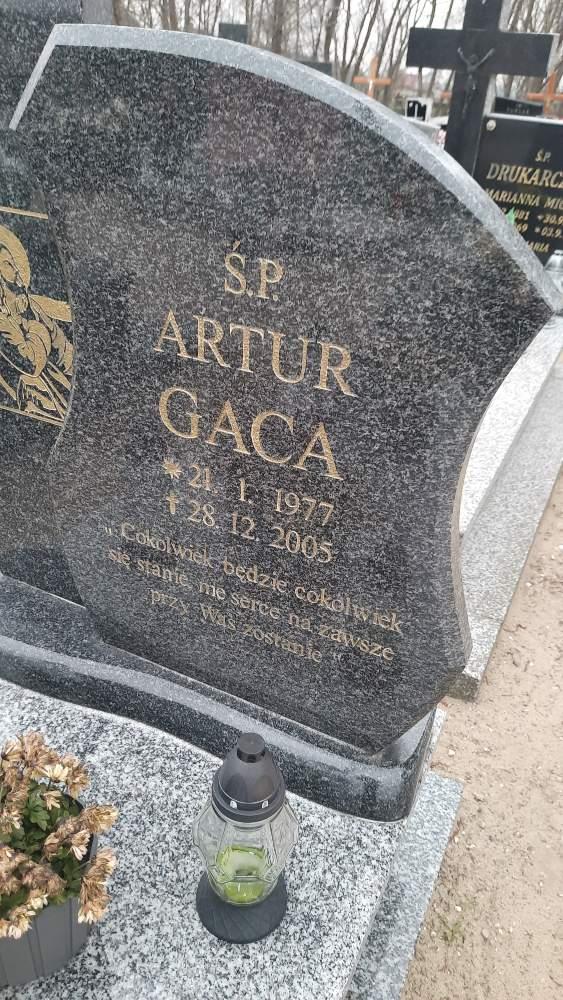 Ś.P.
ARTUR
GACA
* 21. 1. 1977
† 28. 12. 2005
„Cokolwiek będzie cokolwiek
się stanie, me serce na zawsze
przy Was zostanie"
Ś.P.
MARIANNA